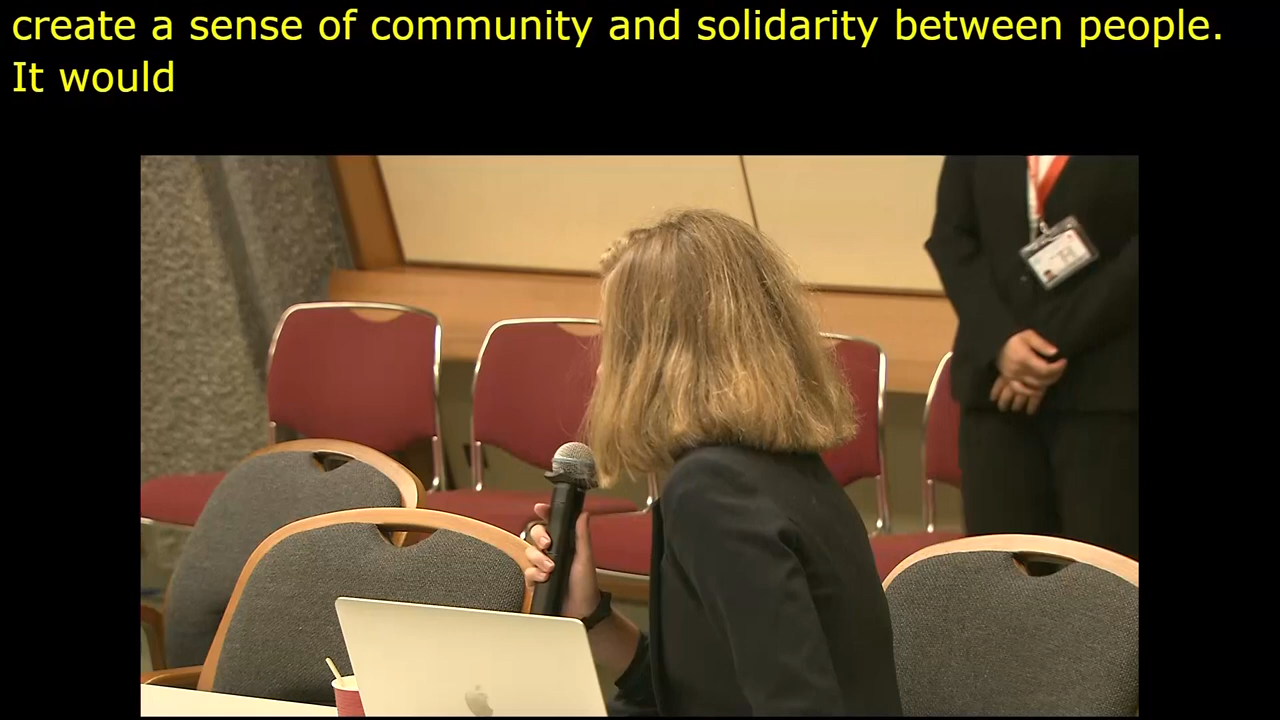 create a sense of community and solidarity between people.
It would